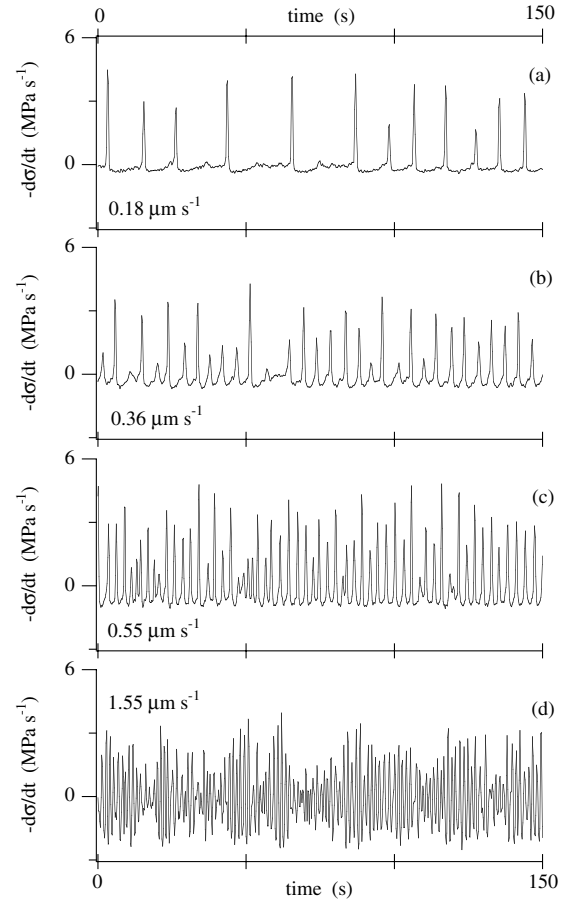 0 time (s) 150
6
(a)
-dσ/dt (MPa s⁻¹)
0
0.18 μm s⁻¹
6
(b)
-dσ/dt (MPa s⁻¹)
0
0.36 μm s⁻¹
6
(c)
-dσ/dt (MPa s⁻¹)
0
0.55 μm s⁻¹
6
1.55 μm s⁻¹ (d)
-dσ/dt (MPa s⁻¹)
0
0 time (s) 150